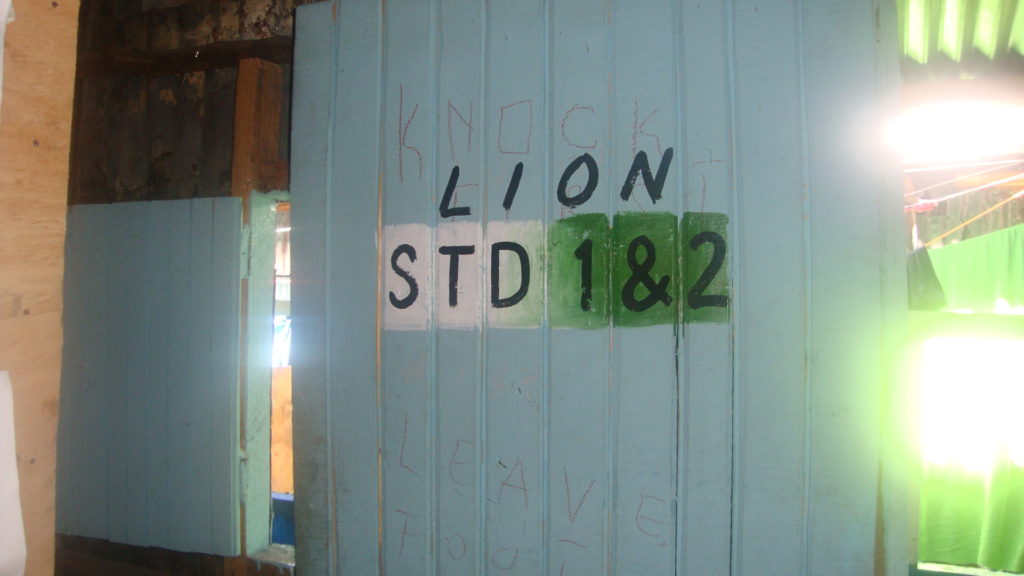 KNOCK
LION
STD 1&2
LEAVE